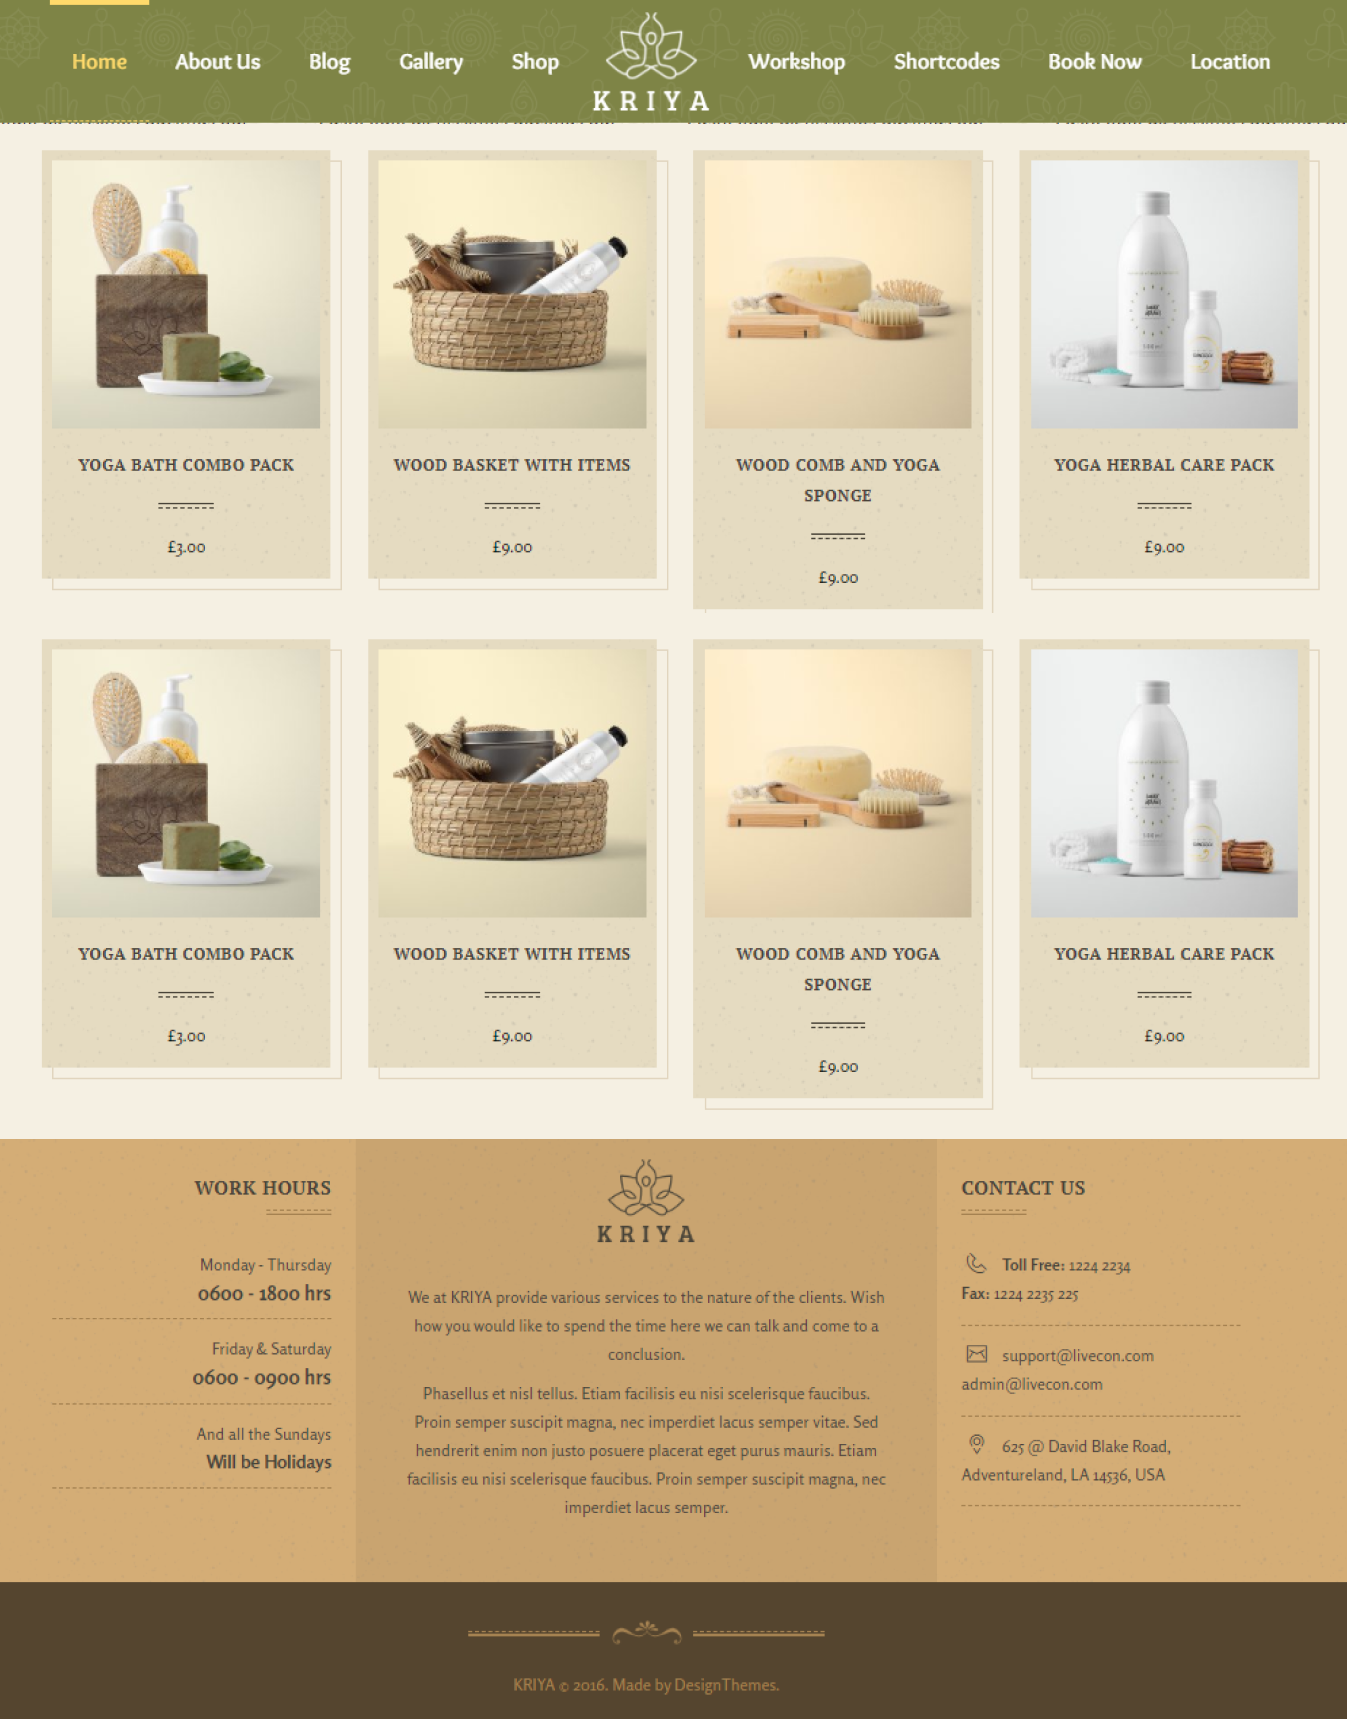 Home About Us Blog Gallery Shop KRIYA Workshop Shortcodes Book Now Location
YOGA BATH COMBO PACK
£3.00
WOOD BASKET WITH ITEMS
£9.00
WOOD COMB AND YOGA
SPONGE
£9.00
YOGA HERBAL CARE PACK
£9.00
YOGA BATH COMBO PACK
£3.00
WOOD BASKET WITH ITEMS
£9.00
WOOD COMB AND YOGA
SPONGE
£9.00
YOGA HERBAL CARE PACK
£9.00
WORK HOURS
Monday - Thursday
0600 - 1800 hrs
Friday & Saturday
0600 - 0900 hrs
And all the Sundays
Will be Holidays
KRIYA
We at KRIYA provide various services to the nature of the clients. Wish
how you would like to spend the time here we can talk and come to a
conclusion.
Phasellus et nisl tellus. Etiam facilisis eu nisi scelerisque faucibus.
Proin semper suscipit magna, nec imperdiet lacus semper vitae. Sed
hendrerit enim non justo posuere placerat eget purus mauris. Etiam
facilisis eu nisi scelerisque faucibus. Proin semper suscipit magna, nec
imperdiet lacus semper.
CONTACT US
Toll Free: 1224 2234
Fax: 1224 2235 225
support@livecon.com
admin@livecon.com
625 @ David Blake Road,
Adventureland, LA 14536, USA
KRIYA © 2016. Made by DesignThemes.